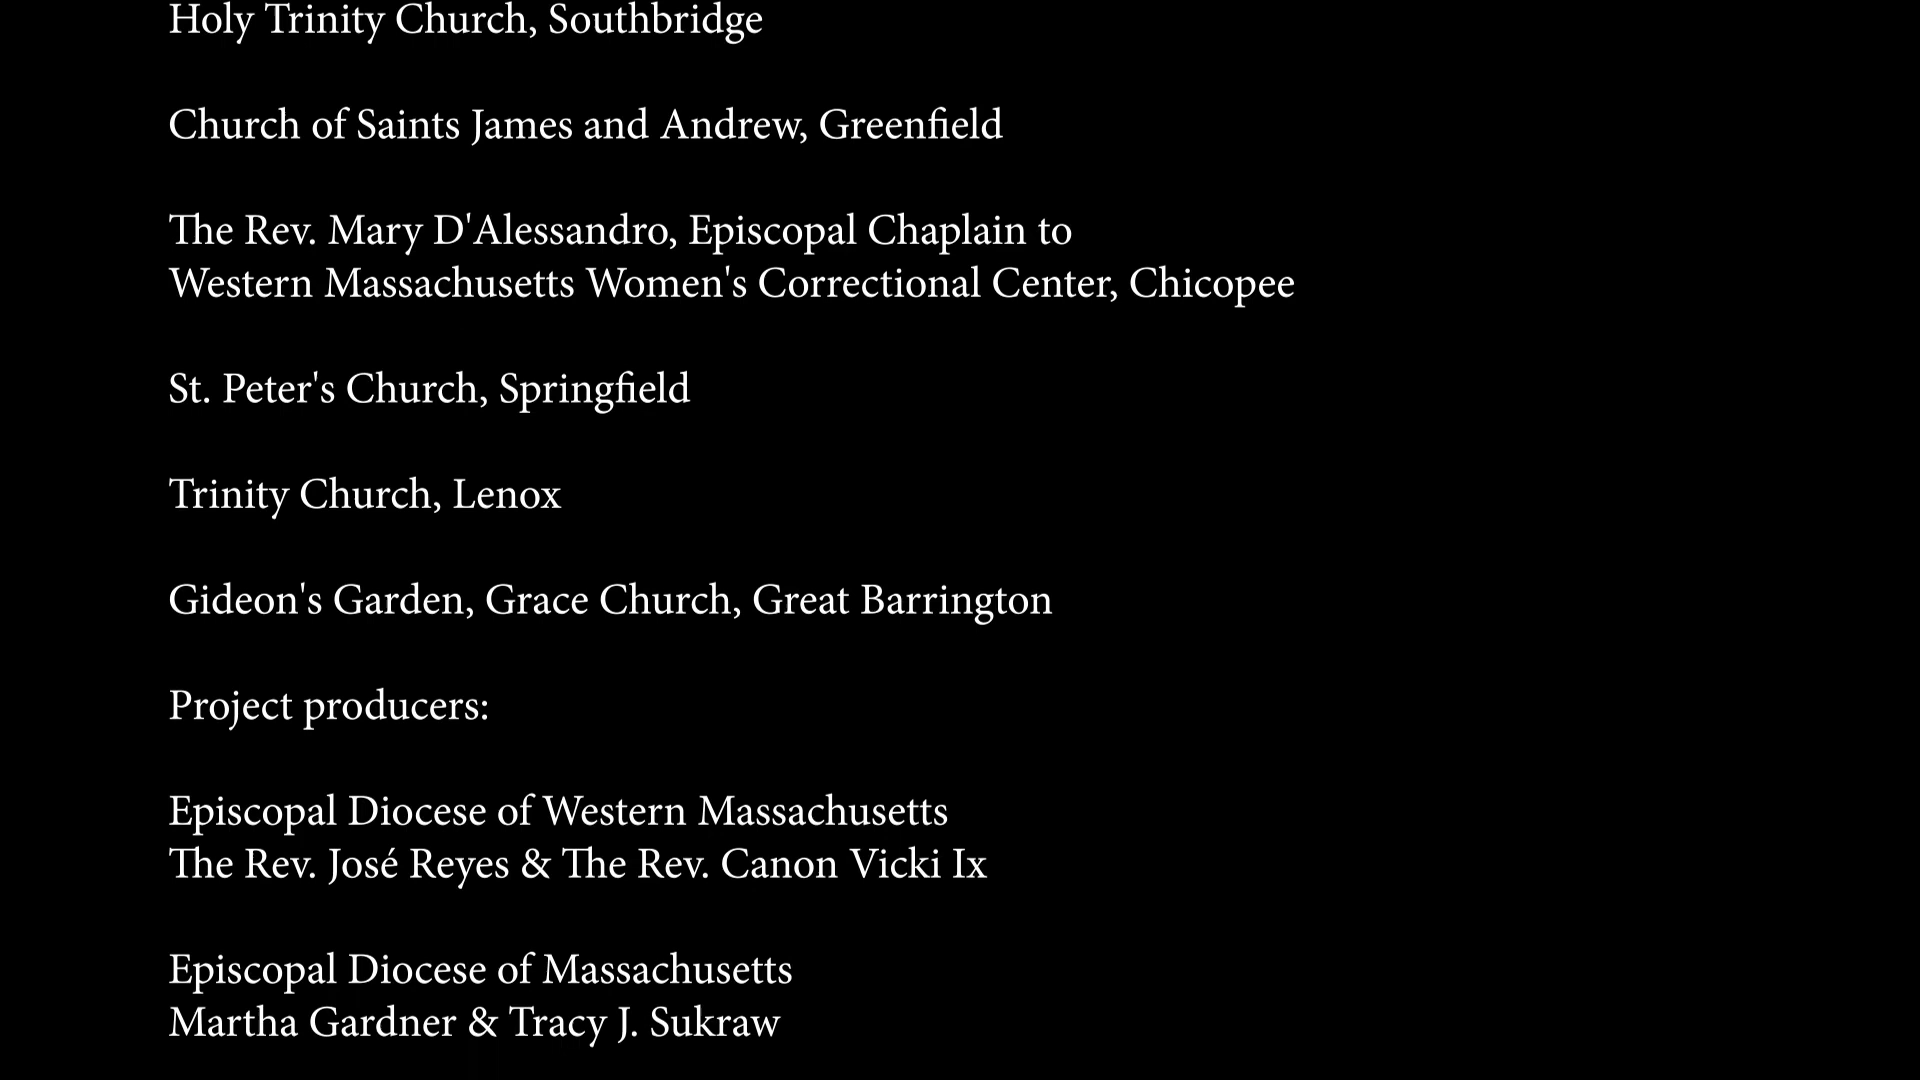 Holy Trinity Church, Southbridge
Church of Saints James and Andrew, Greenfield
The Rev. Mary D'Alessandro, Episcopal Chaplain to
Western Massachusetts Women's Correctional Center, Chicopee
St. Peter's Church, Springfield
Trinity Church, Lenox
Gideon's Garden, Grace Church, Great Barrington
Project producers:
Episcopal Diocese of Western Massachusetts
The Rev. José Reyes & The Rev. Canon Vicki Ix
Episcopal Diocese of Massachusetts
Martha Gardner & Tracy J. Sukraw